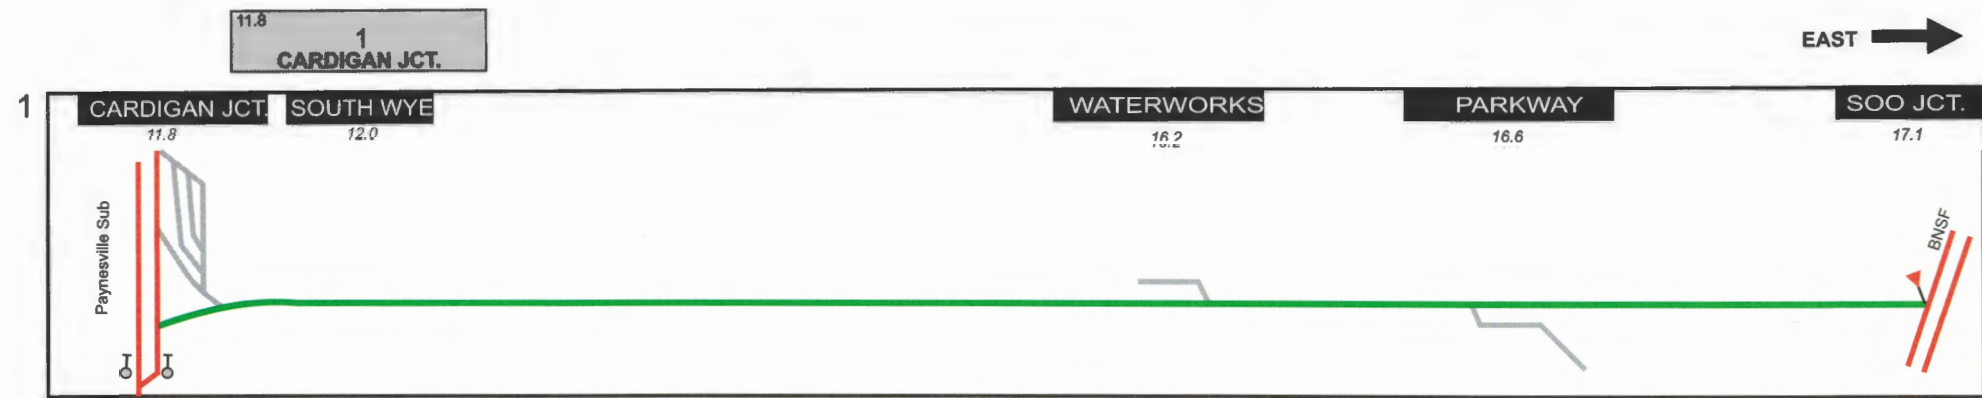 11.8
1
CARDIGAN JCT.
EAST
1
CARDIGAN JCT.
SOUTH WYE
WATERWORKS
PARKWAY
SOO JCT.
11.8
12.0
16.2
16.6
17.1
Paynesville Sub
BNSF